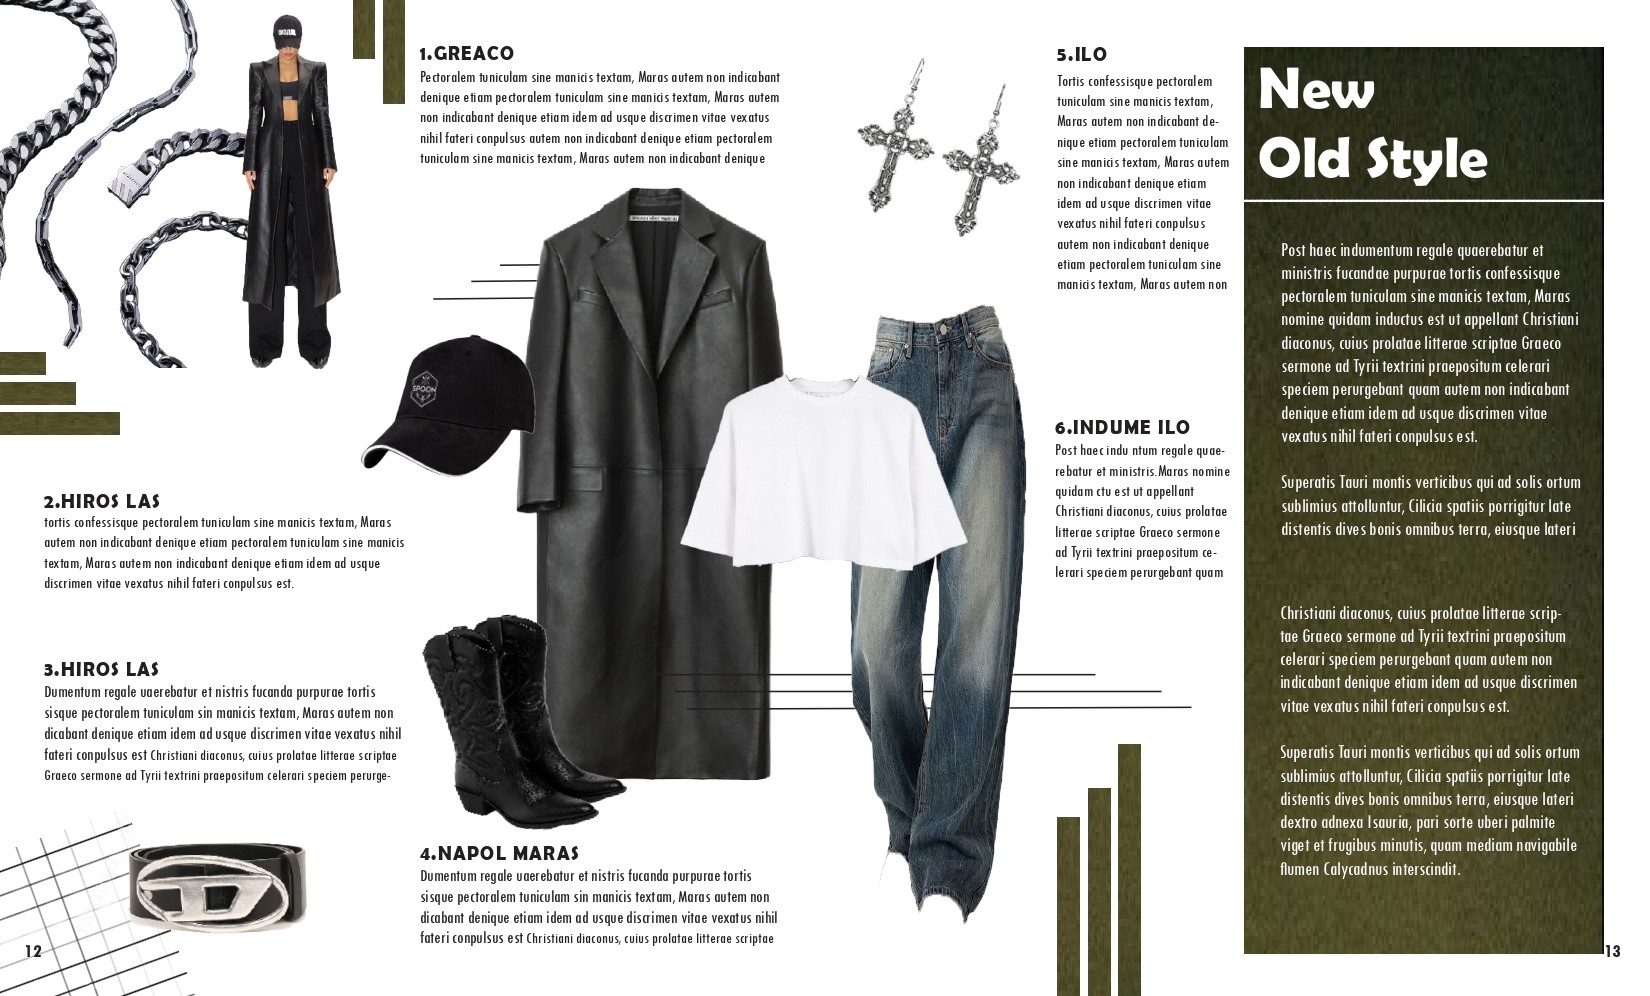 1.GREACO
Pectoralem tuniculam sine manicis textam, Maras autem non indicabant
denique etiam pectoralem tuniculam sine manicis textam, Maras autem
non indicabant denique etiam idem ad usque discrimen vitae vexatus
nihil fateri conpulsus autem non indicabant denique etiam pectoralem
tuniculam sine manicis textam, Maras autem non indicabant denique
SPOON
2.HIROS LAS
tortis confessisque pectoralem tuniculam sine manicis textam, Maras
autem non indicabant denique etiam pectoralem tuniculam sine manicis
textam, Maras autem non indicabant denique etiam idem ad usque
discrimen vitae vexatus nihil fateri conpulsus est.
3.HIROS LAS
Dumentum regale uaerebatur et nistris fucanda purpurae tortis
sisque pectoralem tuniculam sin manicis textam, Maras autem non
dicabant denique etiam idem ad usque discrimen vitae vexatus nihil
fateri conpulsus est Christiani diaconus, cuius prolatae litterae scriptae
Graeco sermone ad Tyrii textrini praepositum celerari speciem perurge-
4.NAPOL MARAS
Dumentum regale uaerebatur et nistris fucanda purpurae tortis
sisque pectoralem tuniculam sin manicis textam, Maras autem non
dicabant denique etiam idem ad usque discrimen vitae vexatus nihil
fateri conpulsus est Christiani diaconus, cuius prolatae litterae scriptae
12
5.ILO
Tortis confessisque pectoralem
tuniculam sine manicis textam,
Maras autem non indicabant de-
nique etiam pectoralem tuniculam
sine manicis textam, Maras autem
non indicabant denique etiam
idem ad usque discrimen vitae
vexatus nihil fateri conpulsus
autem non indicabant denique
etiam pectoralem tuniculam sine
manicis textam, Maras autem non
6.INDUME ILO
Post haec indu ntum regale quae-
rebatur et ministris.Maras nomine
quidam ctu est ut appellant
Christiani diaconus, cuius prolatae
litterae scriptae Graeco sermone
ad Tyrii textrini praepositum ce-
lerari speciem perurgebant quam
New
Old Style
Post haec indumentum regale quaerebatur et
ministris fucandae purpurae tortis confessisque
pectoralem tuniculam sine manicis textam, Maras
nomine quidam inductus est ut appellant Christiani
diaconus, cuius prolatae litterae scriptae Graeco
sermone ad Tyrii textrini praepositum celerari
speciem perurgebant quam autem non indicabant
denique etiam idem ad usque discrimen vitae
vexatus nihil fateri conpulsus est.
Superatis Tauri montis verticibus qui ad solis ortum
sublimius attolluntur, Cilicia spatiis porrigitur late
distentis dives bonis omnibus terra, eiusque lateri
Christiani diaconus, cuius prolatae litterae scrip-
tae Graeco sermone ad Tyrii textrini praepositum
celerari speciem perurgebant quam autem non
indicabant denique etiam idem ad usque discrimen
vitae vexatus nihil fateri conpulsus est.
Superatis Tauri montis verticibus qui ad solis ortum
sublimius attolluntur, Cilicia spatiis porrigitur late
distentis dives bonis omnibus terra, eiusque lateri
dextro adnexa Isauria, pari sorte uberi palmite
viget et frugibus minutis, quam mediam navigabile
flumen Calycadnus interscindit.
13